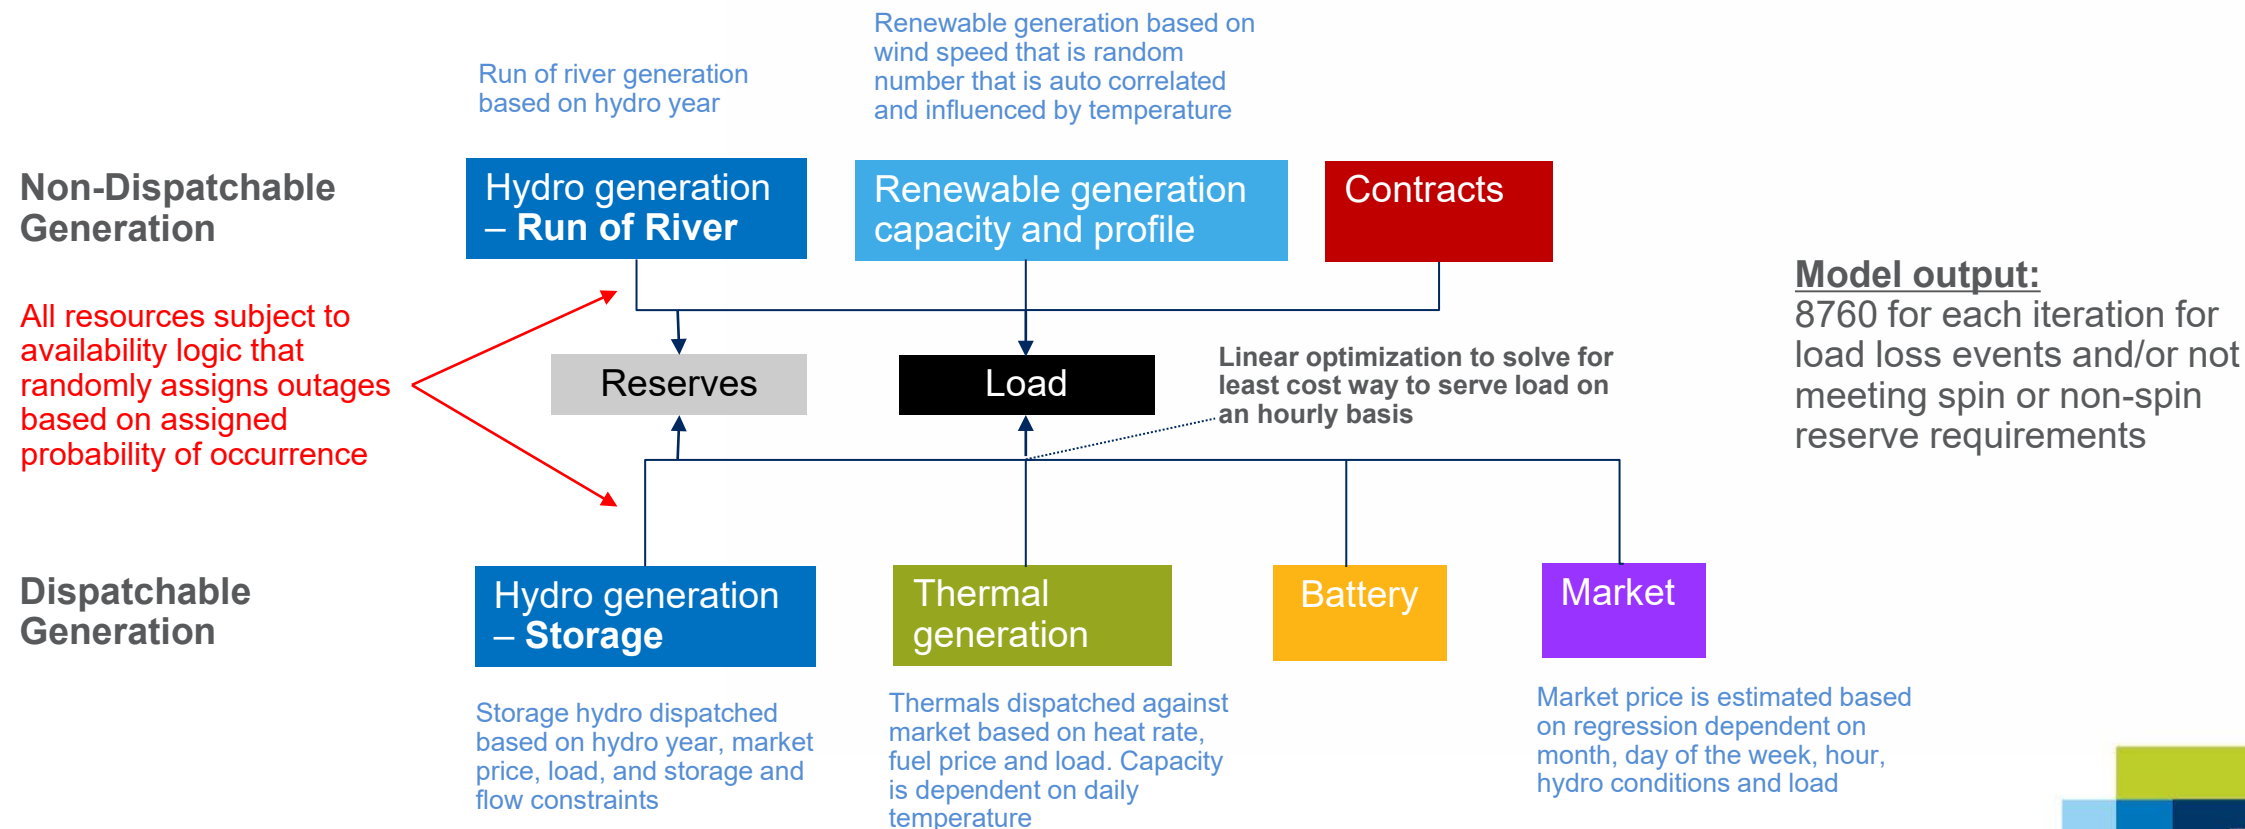 Renewable generation based on
wind speed that is random
number that is auto correlated
and influenced by temperature
Run of river generation
based on hydro year
Non-Dispatchable
Generation
Hydro generation
– Run of River
Renewable generation
capacity and profile
Contracts
All resources subject to
availability logic that
randomly assigns outages
based on assigned
probability of occurrence
Reserves
Load
Linear optimization to solve for
least cost way to serve load on
an hourly basis
Model output:
8760 for each iteration for
load loss events and/or not
meeting spin or non-spin
reserve requirements
Dispatchable
Generation
Hydro generation
– Storage
Thermal
generation
Battery
Market
Storage hydro dispatched
based on hydro year, market
price, load, and storage and
flow constraints
Thermals dispatched against
market based on heat rate,
fuel price and load. Capacity
is dependent on daily
temperature
Market price is estimated based
on regression dependent on
month, day of the week, hour,
hydro conditions and load